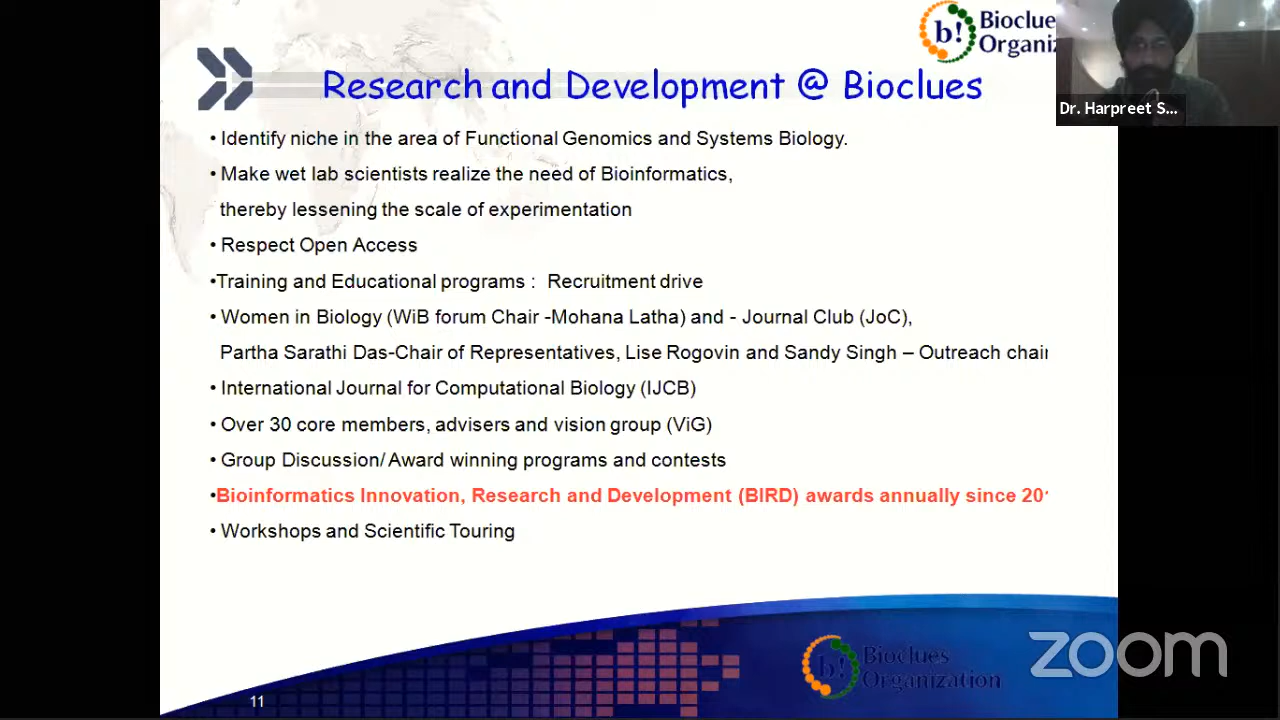 b!
Bioclue
Organiz
Research and Development @ Bioclues
Dr. Harpreet S...
• Identify niche in the area of Functional Genomics and Systems Biology.
• Make wet lab scientists realize the need of Bioinformatics,
thereby lessening the scale of experimentation
• Respect Open Access
•Training and Educational programs : Recruitment drive
• Women in Biology (WiB forum Chair -Mohana Latha) and - Journal Club (JoC),
Partha Sarathi Das-Chair of Representatives, Lise Rogovin and Sandy Singh – Outreach chair
• International Journal for Computational Biology (IJCB)
• Over 30 core members, advisers and vision group (ViG)
• Group Discussion/ Award winning programs and contests
•Bioinformatics Innovation, Research and Development (BIRD) awards annually since
• Workshops and Scientific Touring
b!
Bioclues
Organization
zoom
11